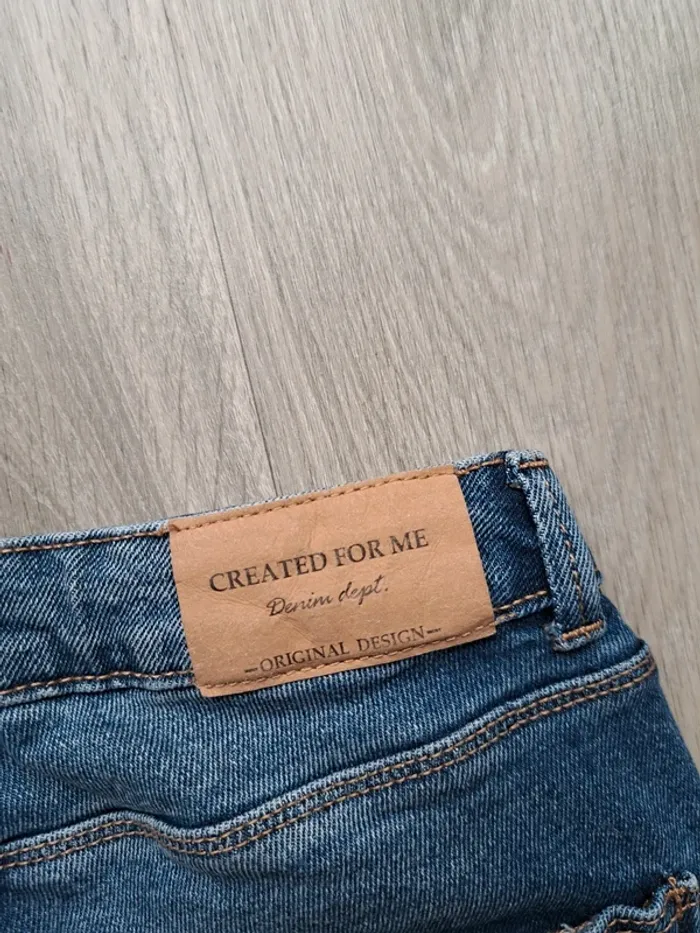 CREATED FOR ME
Denim dept.
-ORIGINAL DESIGN-